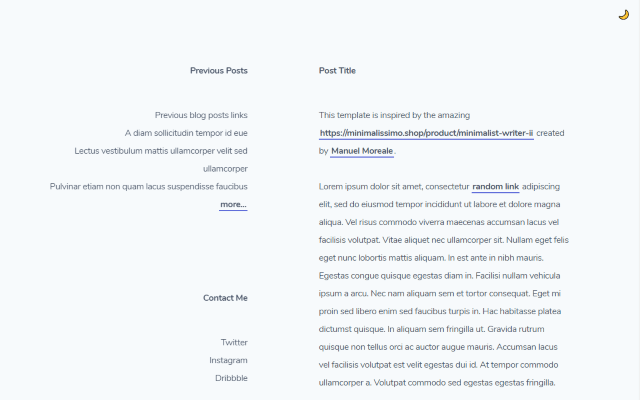 Previous Posts
Previous blog posts links
A diam sollicitudin tempor id eue
Lectus vestibulum mattis ullamcorper velit sed
ullamcorper
Pulvinar etiam non quam lacus suspendisse faucibus
more...
Contact Me
Twitter
Instagram
Dribbble
Post Title
This template is inspired by the amazing
https://minimalissimo.shop/product/minimalist-writer-ii created
by Manuel Moreale.
Lorem ipsum dolor sit amet, consectetur random link adipiscing
elit, sed do eiusmod tempor incididunt ut labore et dolore magna
aliqua. Vel risus commodo viverra maecenas accumsan lacus vel
facilisis volutpat. Vitae aliquet nec ullamcorper sit. Nullam eget felis
eget nunc lobortis mattis aliquam. In est ante in nibh mauris.
Egestas congue quisque egestas diam in. Facilisi nullam vehicula
ipsum a arcu. Nec nam aliquam sem et tortor consequat. Eget mi
proin sed libero enim sed faucibus turpis in. Hac habitasse platea
dictumst quisque. In aliquam sem fringilla ut. Gravida rutrum
quisque non tellus orci ac auctor augue mauris. Accumsan lacus
vel facilisis volutpat est velit egestas dui id. At tempor commodo
ullamcorper a. Volutpat commodo sed egestas egestas fringilla.